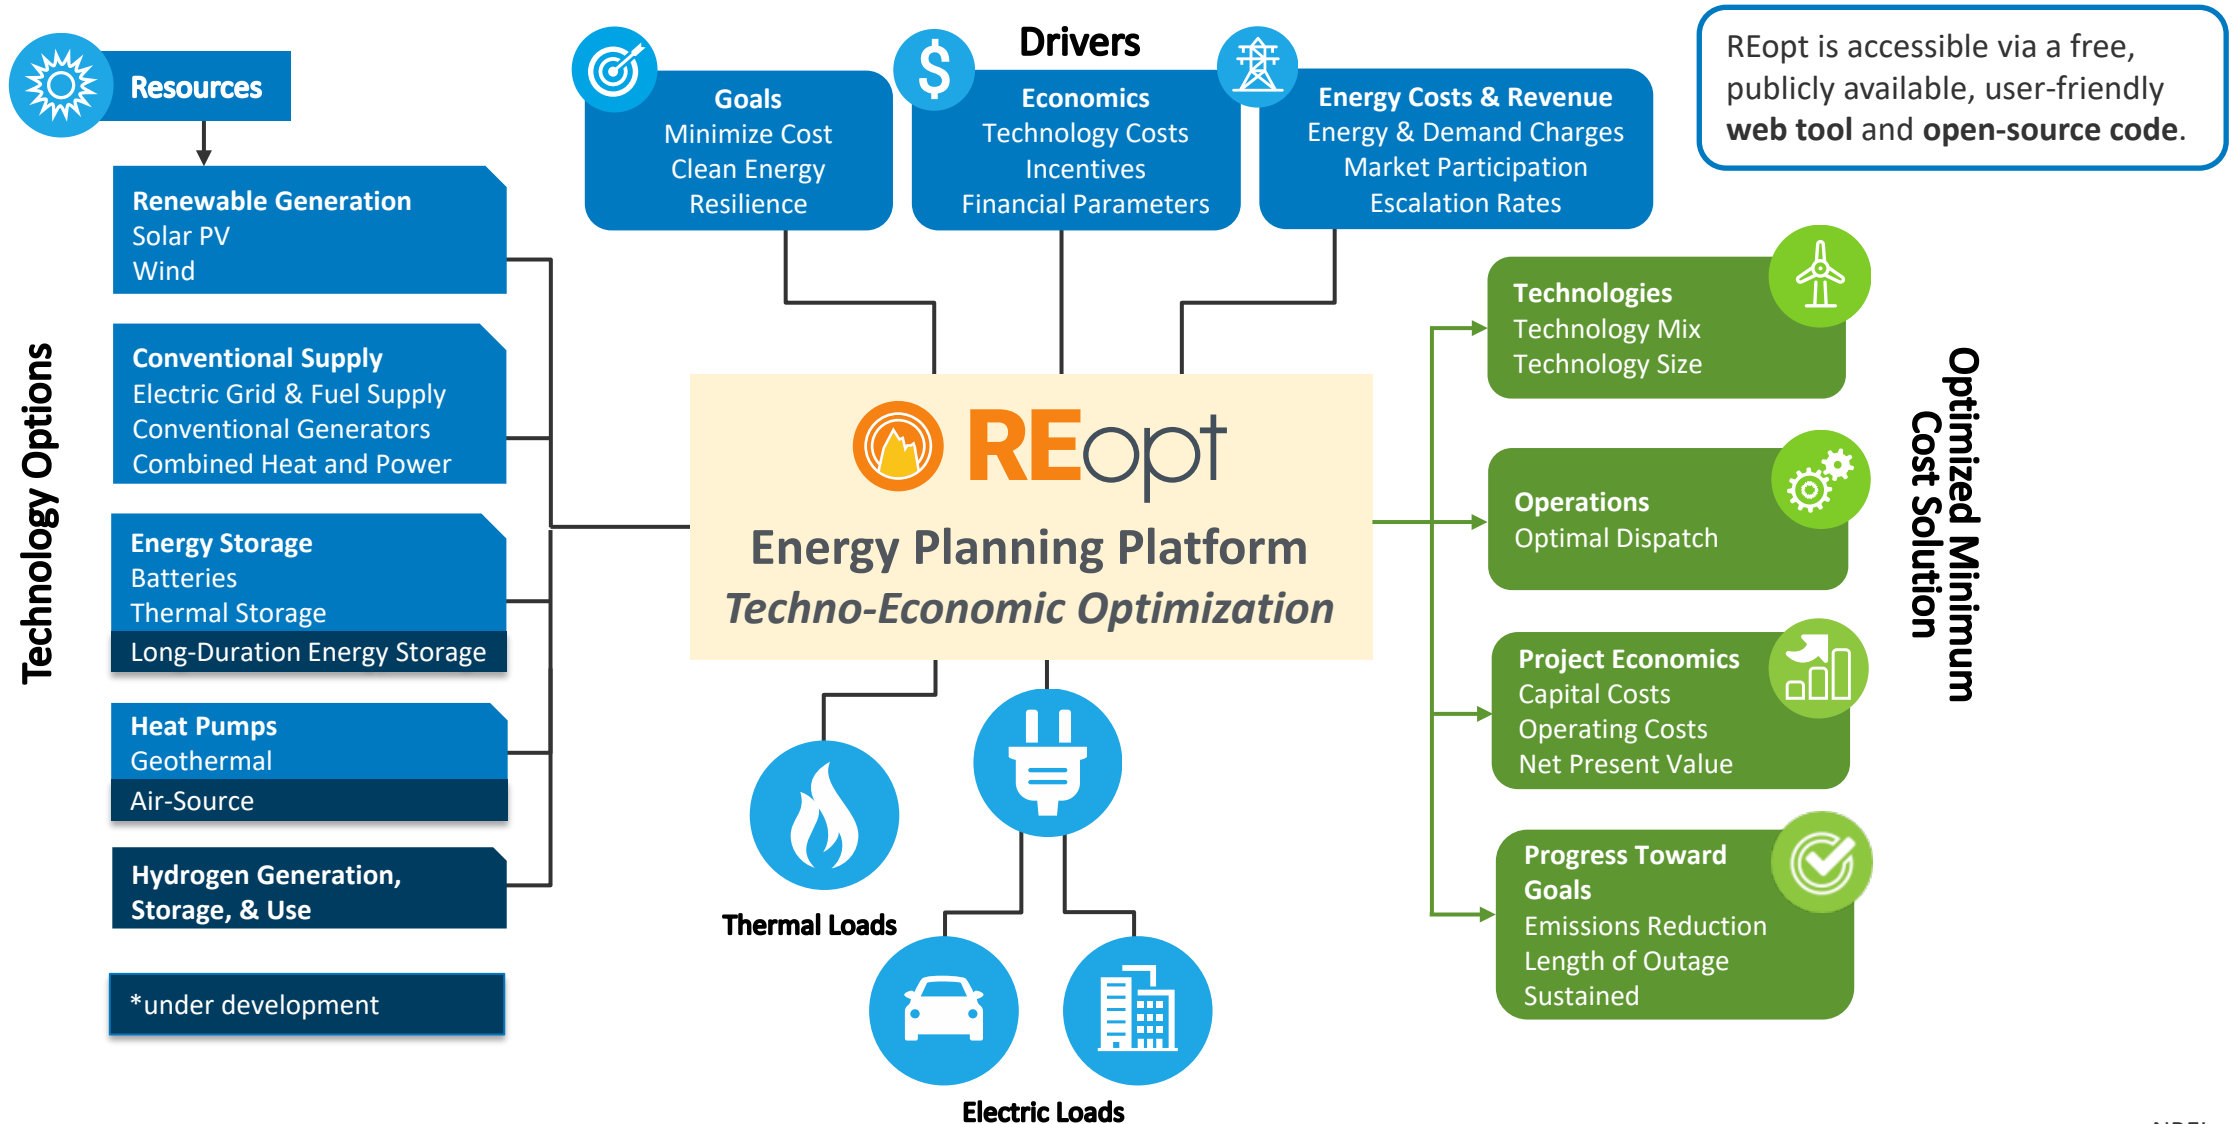 Drivers
Resources
Goals
Minimize Cost
Clean Energy
Resilience
Economics
Technology Costs
Incentives
Financial Parameters
Energy Costs & Revenue
Energy & Demand Charges
Market Participation
Escalation Rates
REopt is accessible via a free,
publicly available, user-friendly
web tool and open-source code.
Technology Options
Renewable Generation
Solar PV
Wind
Conventional Supply
Electric Grid & Fuel Supply
Conventional Generators
Combined Heat and Power
Energy Storage
Batteries
Thermal Storage
Long-Duration Energy Storage
Heat Pumps
Geothermal
Air-Source
Hydrogen Generation,
Storage, & Use
*under development
REopt
Energy Planning Platform
Techno-Economic Optimization
Thermal Loads
Electric Loads
Technologies
Technology Mix
Technology Size
Operations
Optimal Dispatch
Project Economics
Capital Costs
Operating Costs
Net Present Value
Progress Toward
Goals
Emissions Reduction
Length of Outage
Sustained
Optimized Minimum
Cost Solution